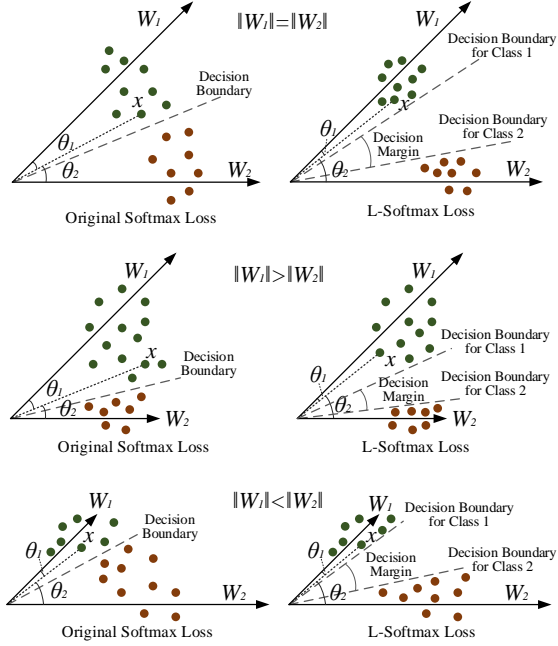 W1
‖W1‖=‖W2‖
Decision
Boundary
x
θ1
θ2
W2
Original Softmax Loss
W1
Decision Boundary
for Class 1
x
θ1
Decision Boundary
for Class 2
Decision
Margin
θ2
W2
L-Softmax Loss
W1
‖W1‖>‖W2‖
x
Decision
Boundary
θ1
θ2
W2
Original Softmax Loss
W1
Decision Boundary
for Class 1
x
θ1
Decision Boundary
for Class 2
Decision
Margin
θ2
W2
L-Softmax Loss
W1
‖W1‖<‖W2‖
Decision
Boundary
x
θ1
θ2
W2
Original Softmax Loss
W1
Decision Boundary
for Class 1
x
θ1
Decision Boundary
for Class 2
Decision
Margin
θ2
W2
L-Softmax Loss